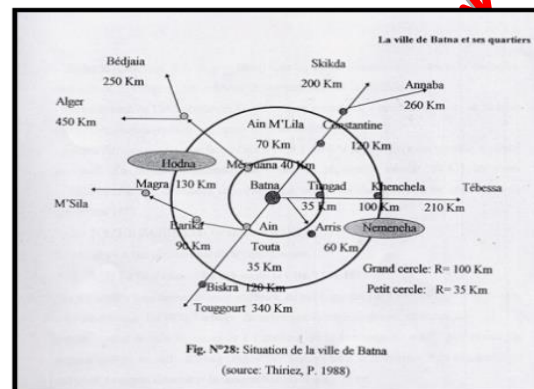 La ville de Batna et ses quartiers
Bédjaia
250 Km
Skikda
200 Km
Annaba
260 Km
Alger
450 Km
Ain M'Lila
70 Km
Constantine
120 Km
Hodna
Merouana 40 Km
Magra 130 Km
Batna
Timgad
35 Km
Khenchela
100 Km
Tébessa
210 Km
M'Sila
Barika
90 Km
Ain
Touta
35 Km
Arris
60 Km
Nemencha
Biskra 120 Km
Touggourt 340 Km
Grand cercle: R= 100 Km
Petit cercle: R= 35 Km
Fig. N°28: Situation de la ville de Batna
(source: Thiriez, P. 1988)